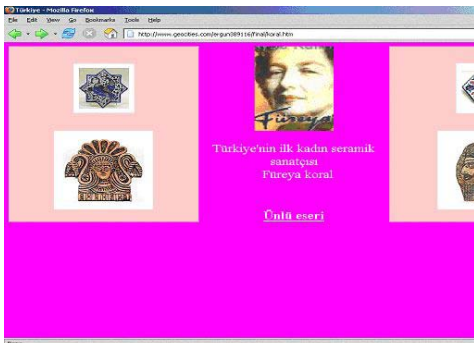 Türkiye - Mozilla Firefox
File Edit View Go Bookmarks Tools Help
http://www.geocities.com/ergun089116/final/koral.htm
Füreya
Türkiye'nin ilk kadın seramik
sanatçısı
Füreya koral
Ünlü eseri